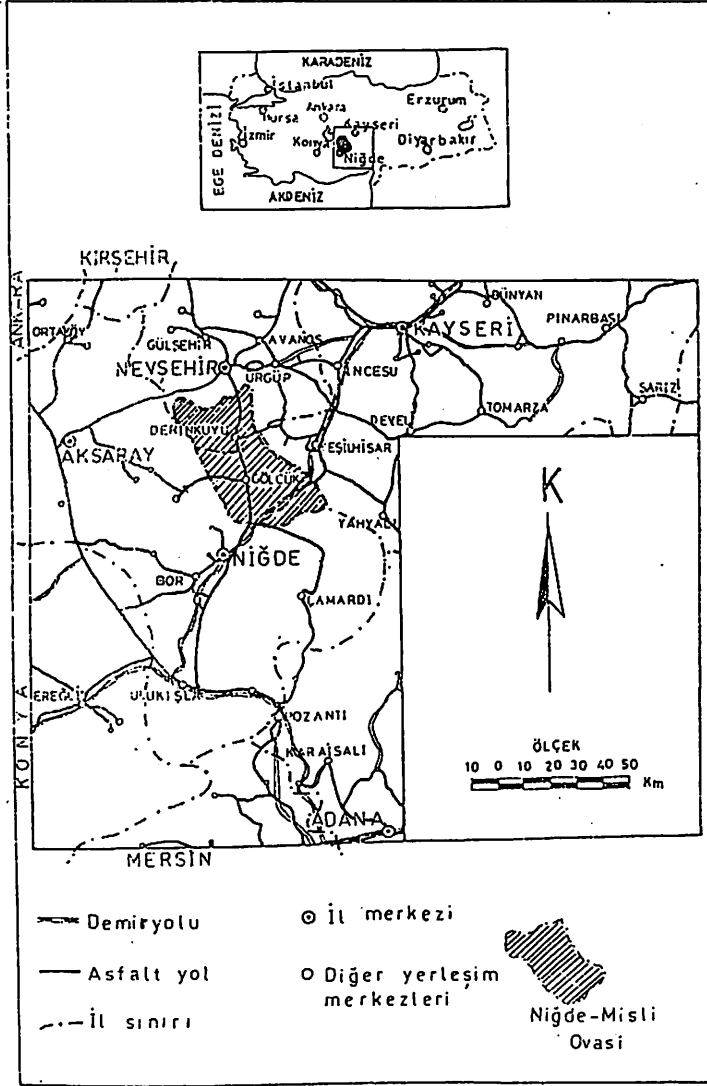 KARADENİZ
İstanbul
Bursa
Ankara
Erzurum
Kayseri
İzmir
Konya
Diyarbakır
Niğde
EGE DENİZİ
AKDENİZ
KIRŞEHİR
ANKARA
ORTAKÖY
GÜLŞEHİR
AVANOS
BÜNYAN
PINARBAŞI
KAYSERİ
NEVŞEHİR
ÜRGÜP
İNCESU
DEVELİ
TOMARZA
SARIZ
DERİNKUYU
AKSARAY
YEŞİLHİSAR
GÖLCÜK
YAHYALI
NİĞDE
BOR
ÇAMARDI
K
EREĞLİ
ULUKIŞLA
POZANTI
KARAİSALI
KONYA
ADANA
MERSİN
ÖLÇEK
10 0 10 20 30 40 50
Km
Demiryolu
Asfalt yol
İl sınırı
İl merkezi
Diğer yerleşim
merkezleri
Niğde-Misli
Ovası